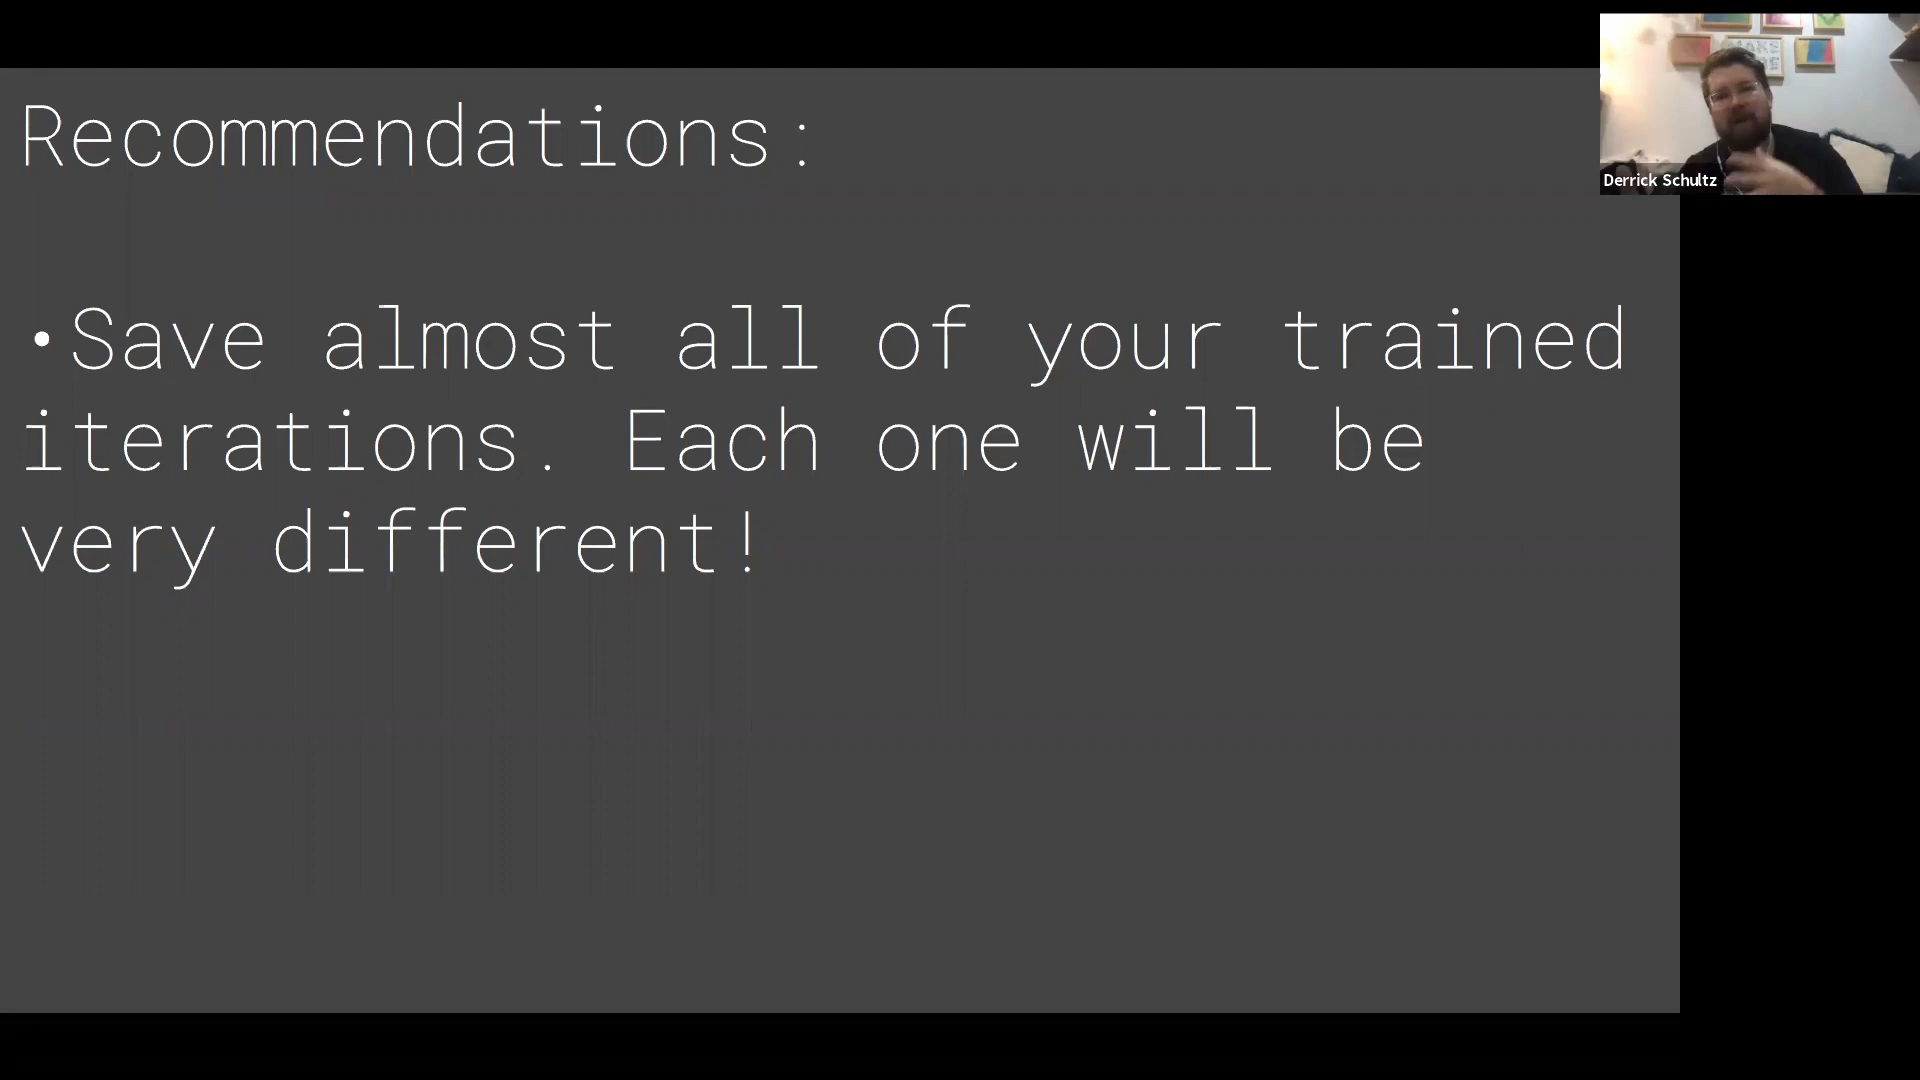 Recommendations:
•Save almost all of your trained
iterations. Each one will be
very different!
Derrick Schultz